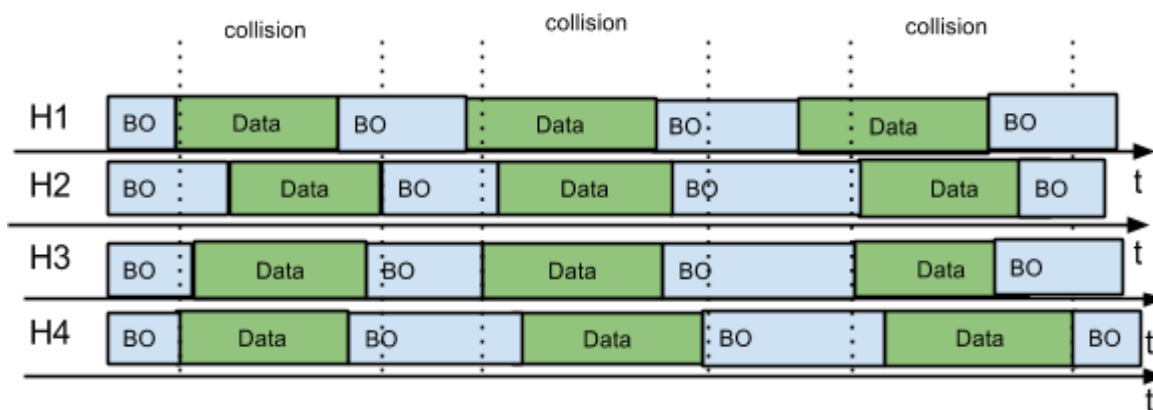 collision collision collision
H1 BO Data BO Data BO Data BO
H2 BO Data BO Data BO Data BO t
H3 BO Data BO Data BO Data BO t
H4 BO Data BO Data BO Data BO t
t